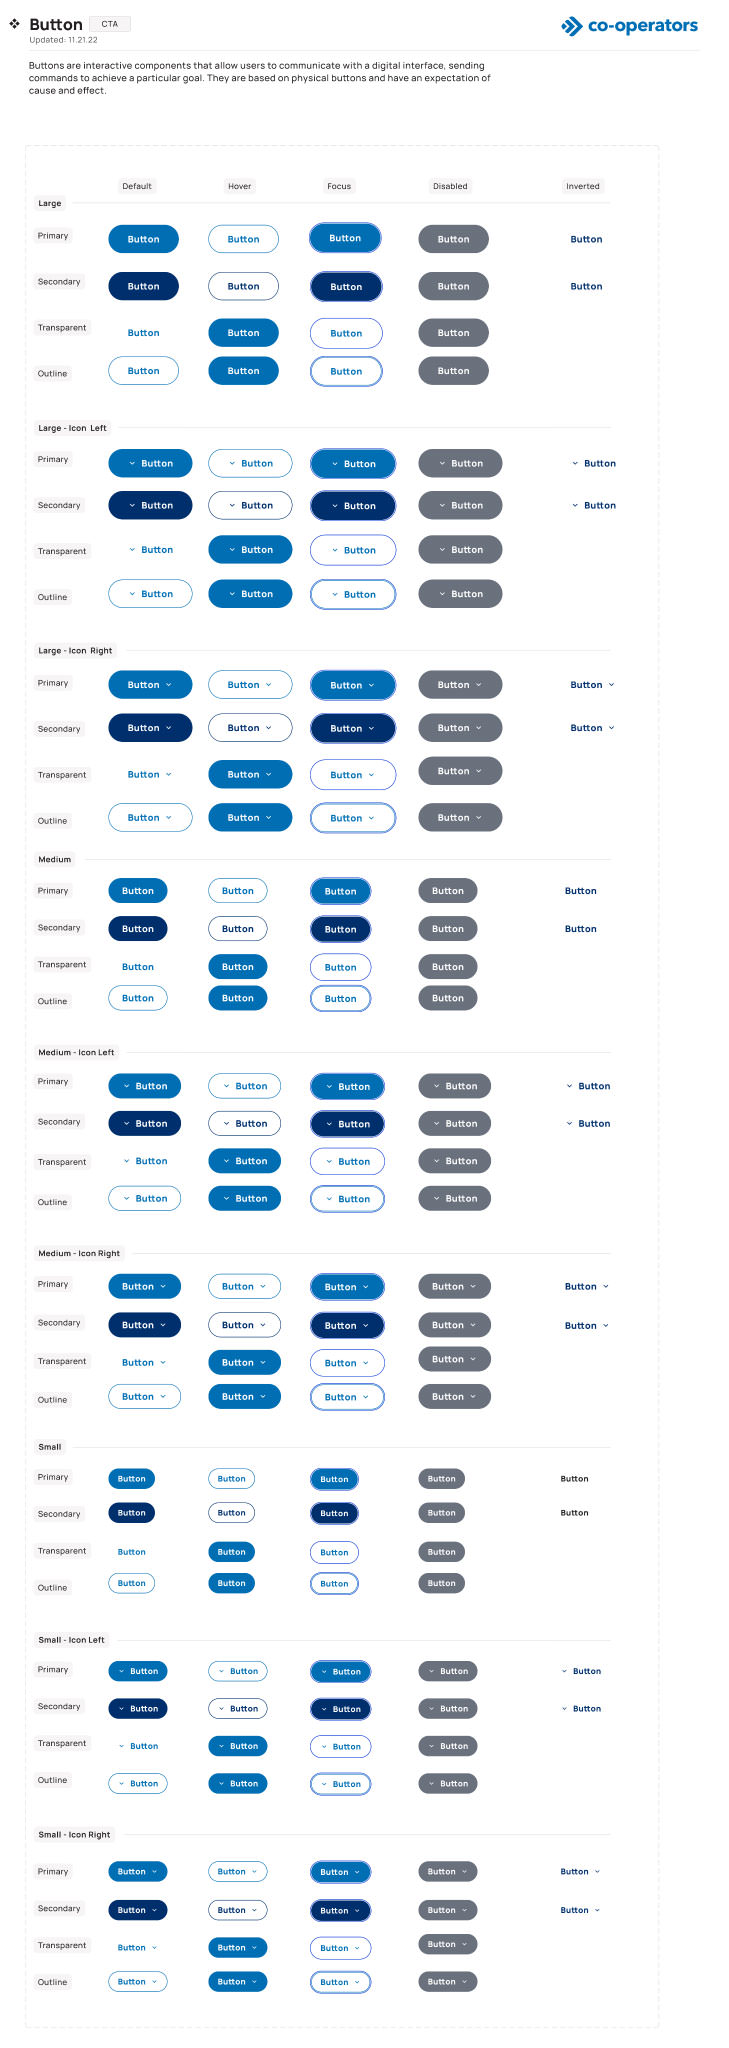 Button CTA
co-operators
Updated: 11.21.22
Buttons are interactive components that allow users to communicate with a digital interface, sending
commands to achieve a particular goal. They are based on physical buttons and have an expectation of
cause and effect.
Default Hover Focus Disabled Inverted
Large
Primary Button Button Button Button Button
Secondary Button Button Button Button Button
Transparent Button Button Button Button
Outline Button Button Button Button
Large - Icon Left
Primary Button Button Button Button Button
Secondary Button Button Button Button Button
Transparent Button Button Button Button
Outline Button Button Button Button
Large - Icon Right
Primary Button Button Button Button Button
Secondary Button Button Button Button Button
Transparent Button Button Button Button
Outline Button Button Button Button
Medium
Primary Button Button Button Button Button
Secondary Button Button Button Button Button
Transparent Button Button Button Button
Outline Button Button Button Button
Medium - Icon Left
Primary Button Button Button Button Button
Secondary Button Button Button Button Button
Transparent Button Button Button Button
Outline Button Button Button Button
Medium - Icon Right
Primary Button Button Button Button Button
Secondary Button Button Button Button Button
Transparent Button Button Button Button
Outline Button Button Button Button
Small
Primary Button Button Button Button Button
Secondary Button Button Button Button Button
Transparent Button Button Button Button
Outline Button Button Button Button
Small - Icon Left
Primary Button Button Button Button Button
Secondary Button Button Button Button Button
Transparent Button Button Button Button
Outline Button Button Button Button
Small - Icon Right
Primary Button Button Button Button Button
Secondary Button Button Button Button Button
Transparent Button Button Button Button
Outline Button Button Button Button